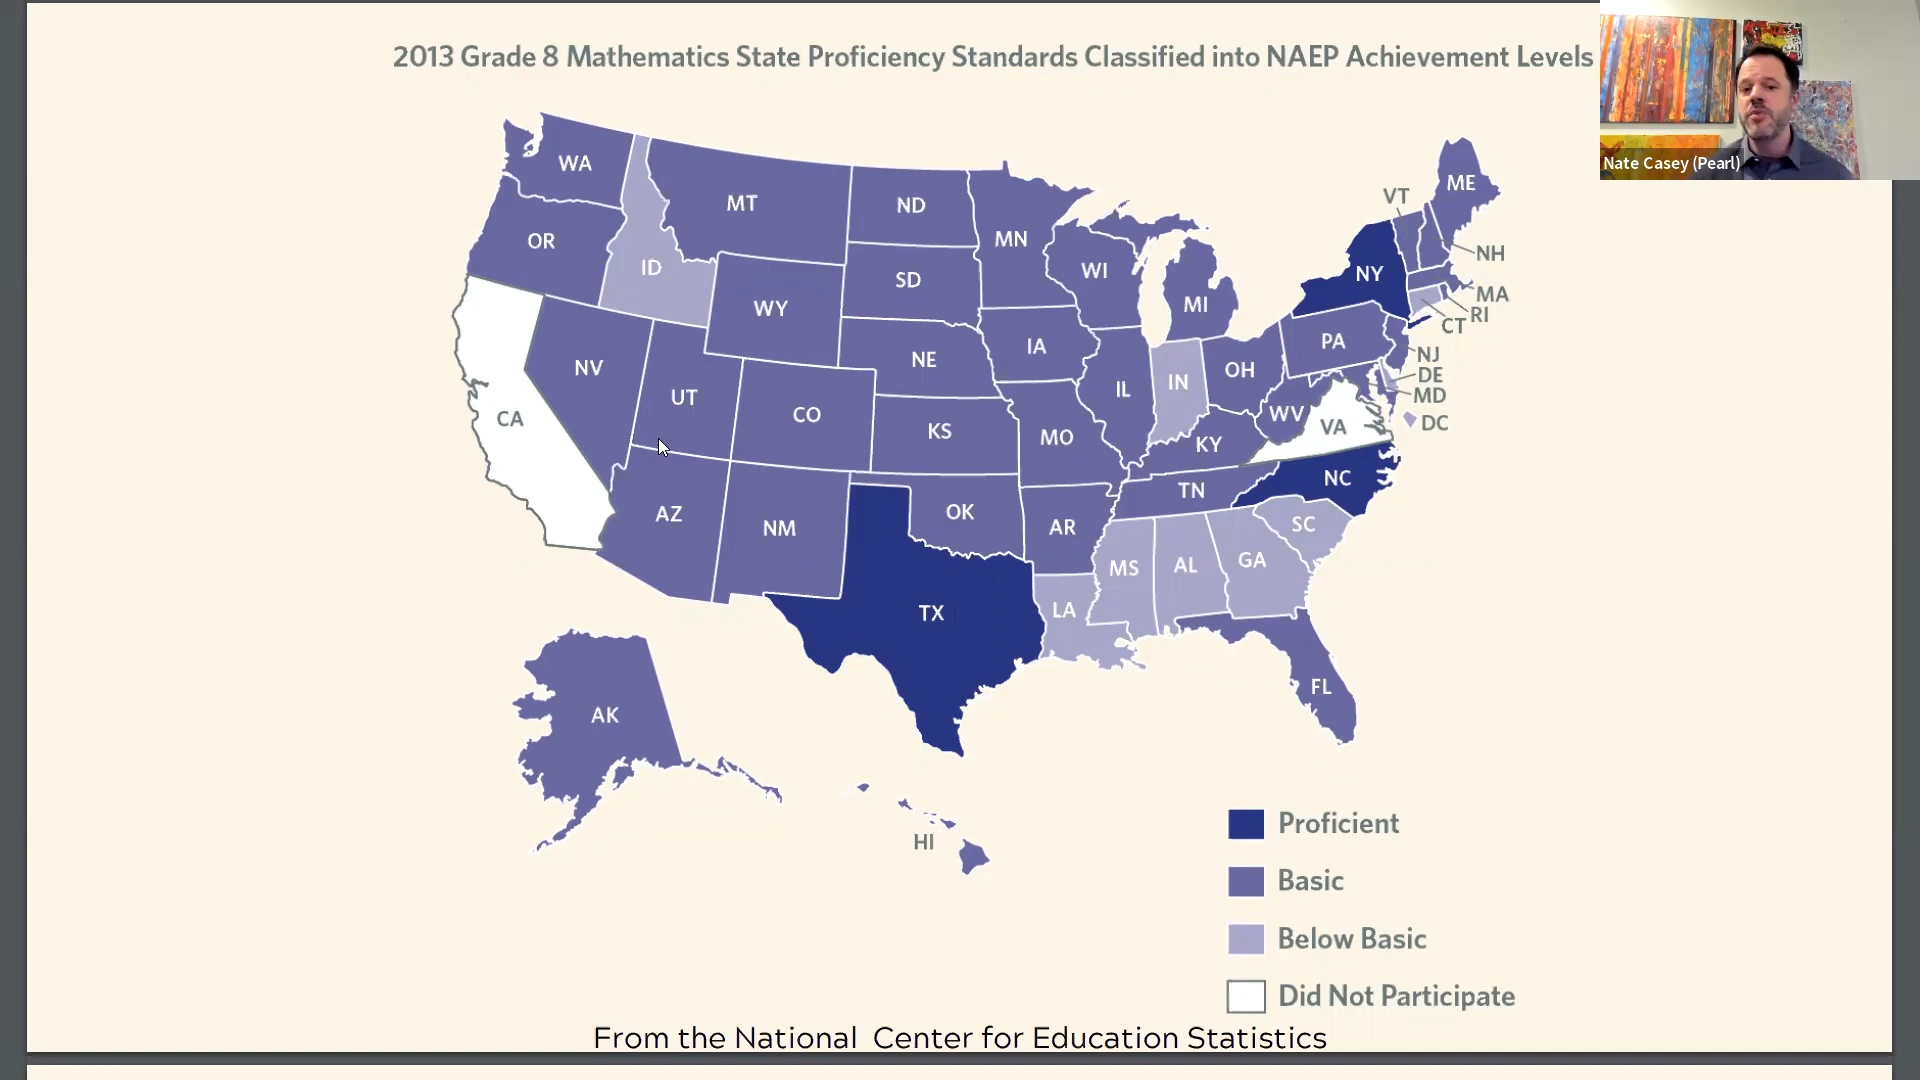 2013 Grade 8 Mathematics State Proficiency Standards Classified into NAEP Achievement Levels
Nate Casey (Pearl)
WA
MT
ND
MN
OR
ID
SD
WI
MI
VT
ME
NH
NY
MA
RI
CT
WY
IA
NE
PA
NJ
DE
MD
DC
NV
UT
CO
KS
MO
IL
IN
OH
WV
VA
KY
CA
AZ
NM
OK
AR
TN
NC
SC
MS
AL
GA
LA
TX
FL
AK
HI
Proficient
Basic
Below Basic
Did Not Participate
From the National Center for Education Statistics